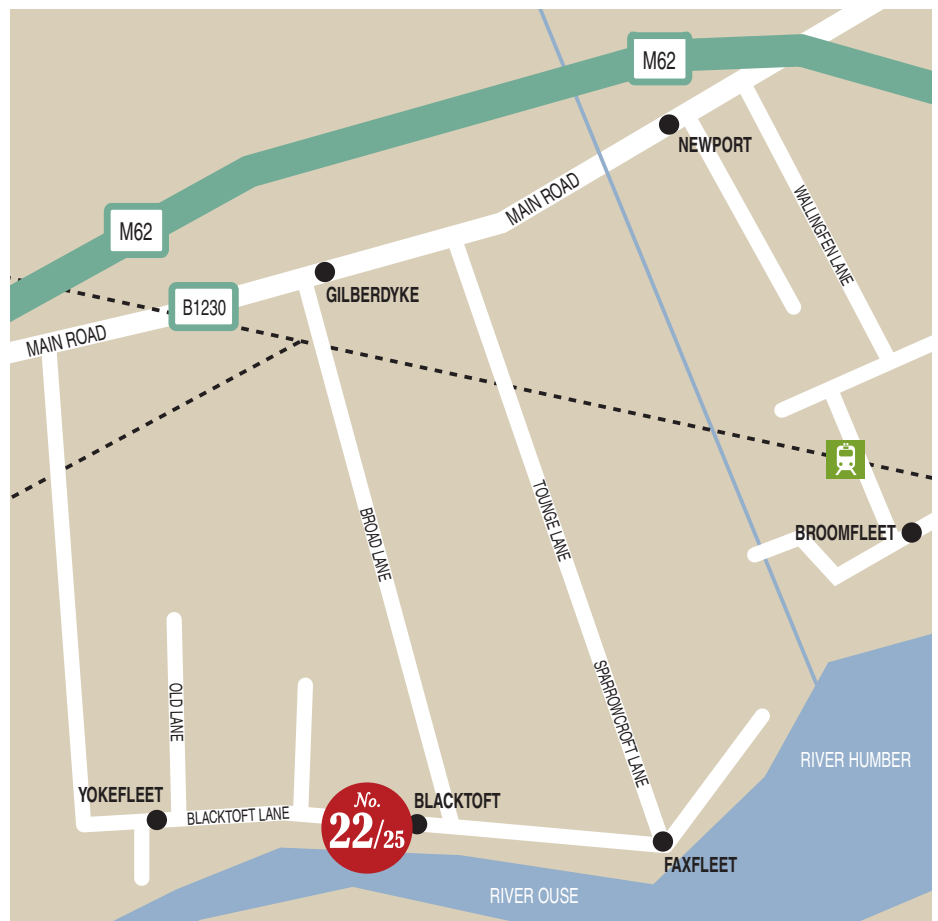 M62
NEWPORT
MAIN ROAD
WALLINGFEN LANE
M62
GILBERDYKE
B1230
MAIN ROAD
BROAD LANE
TOUNGE LANE
BROOMFLEET
SPARROWCROFT LANE
OLD LANE
RIVER HUMBER
YOKEFLEET
BLACKTOFT LANE
No.
22/25
BLACKTOFT
FAXFLEET
RIVER OUSE